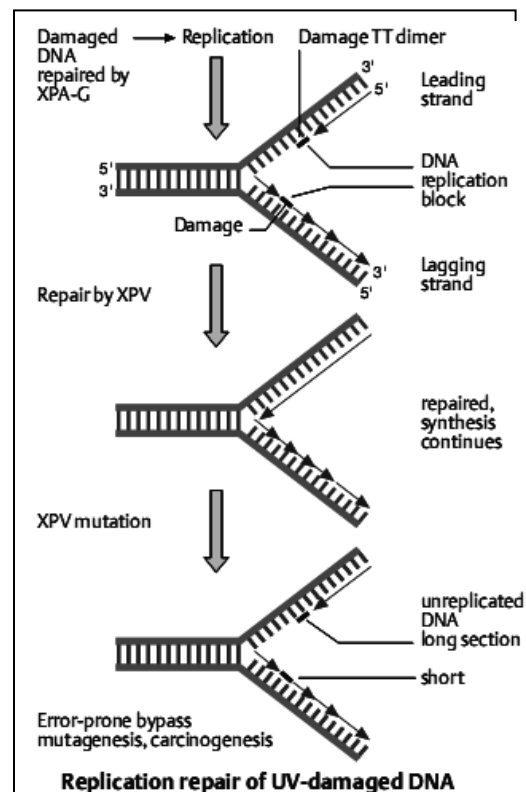 Damaged Replication Damage TT dimer
DNA
repaired by
XPA-G
3'
5'
Leading
strand
5'
3'
DNA
replication
block
Damage
3'
5'
Lagging
strand
Repair by XPV
repaired,
synthesis
continues
XPV mutation
unreplicated
DNA
long section
short
Error-prone bypass
mutagenesis, carcinogenesis
Replication repair of UV-damaged DNA